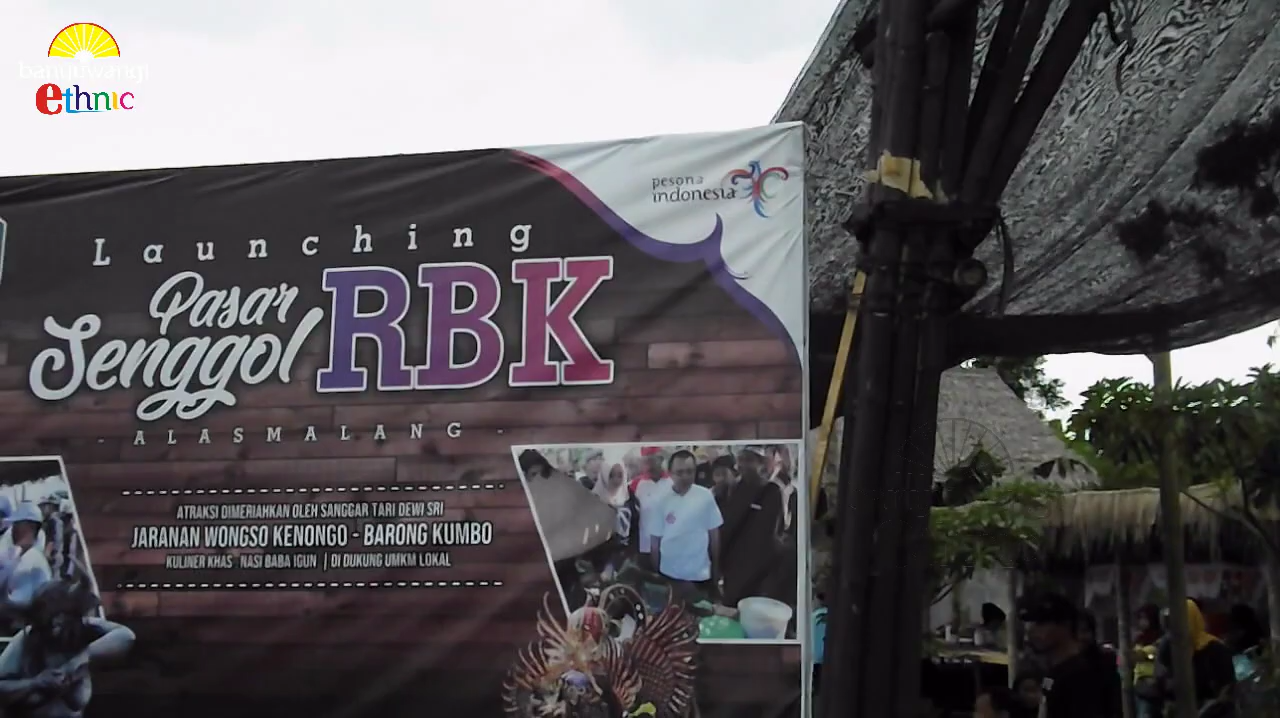 banyuwangi
ethnic
pesona
indonesia
Launching
Pasar
Senggol
RBK
- ALASMALANG -
ATRAKSI DIMERIAHKAN OLEH SANGGAR TARI DEWI SRI
JARANAN WONGSO KENONGO - BARONG KUMBO
KULINER KHAS NASI BABA IGUN | DI DUKUNG UMKM LOKAL